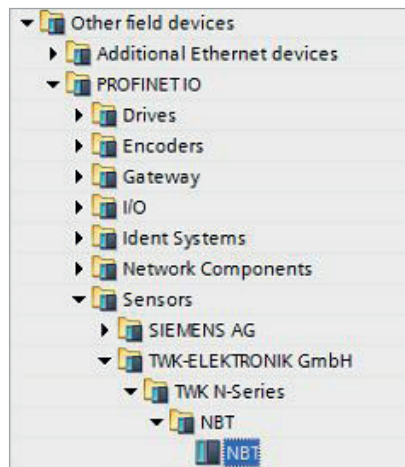 Other field devices
Additional Ethernet devices
PROFINET IO
Drives
Encoders
Gateway
I/O
Ident Systems
Network Components
Sensors
SIEMENS AG
TWK-ELEKTRONIK GmbH
TWK N-Series
NBT
NBT